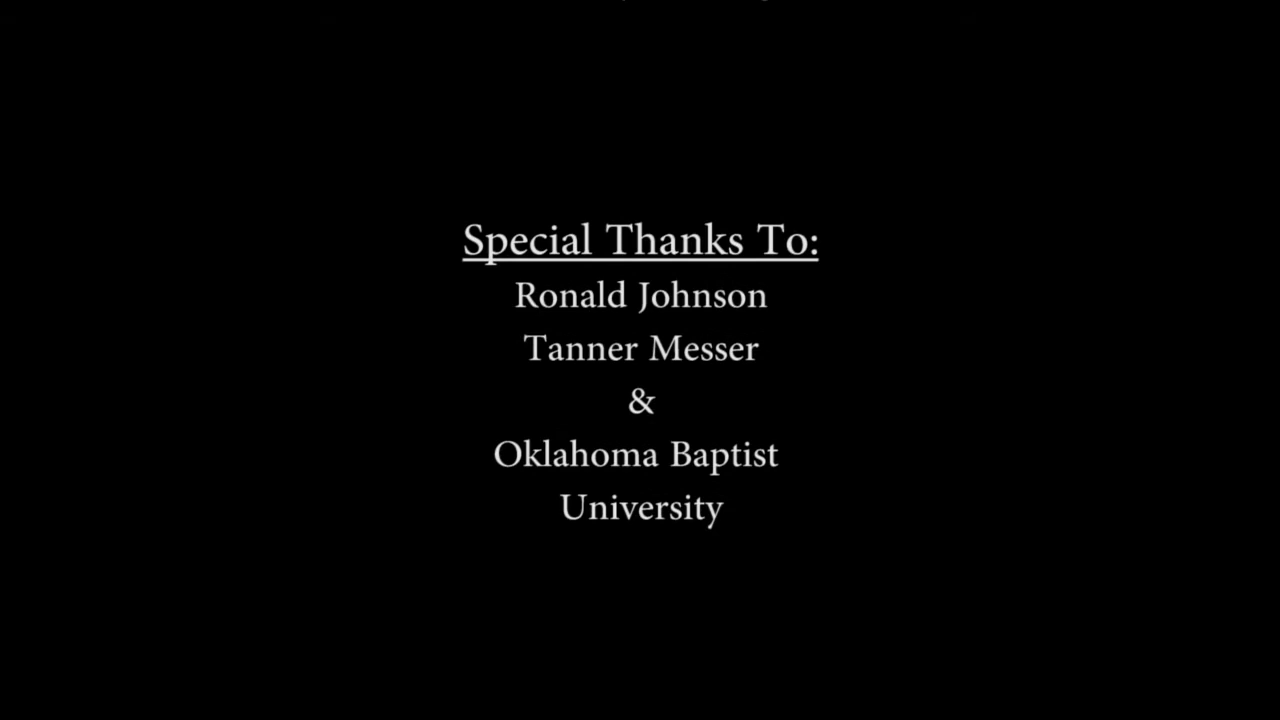 Special Thanks To:
Ronald Johnson
Tanner Messer
&
Oklahoma Baptist
University